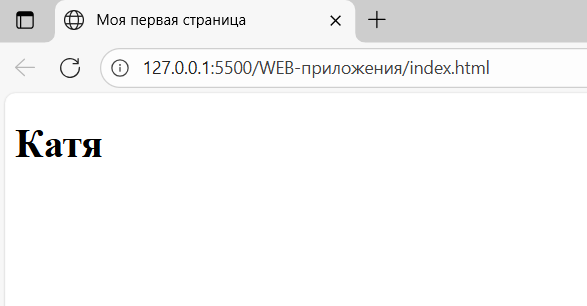 Моя первая страница
127.0.0.1:5500/WEB-приложения/index.html
Катя